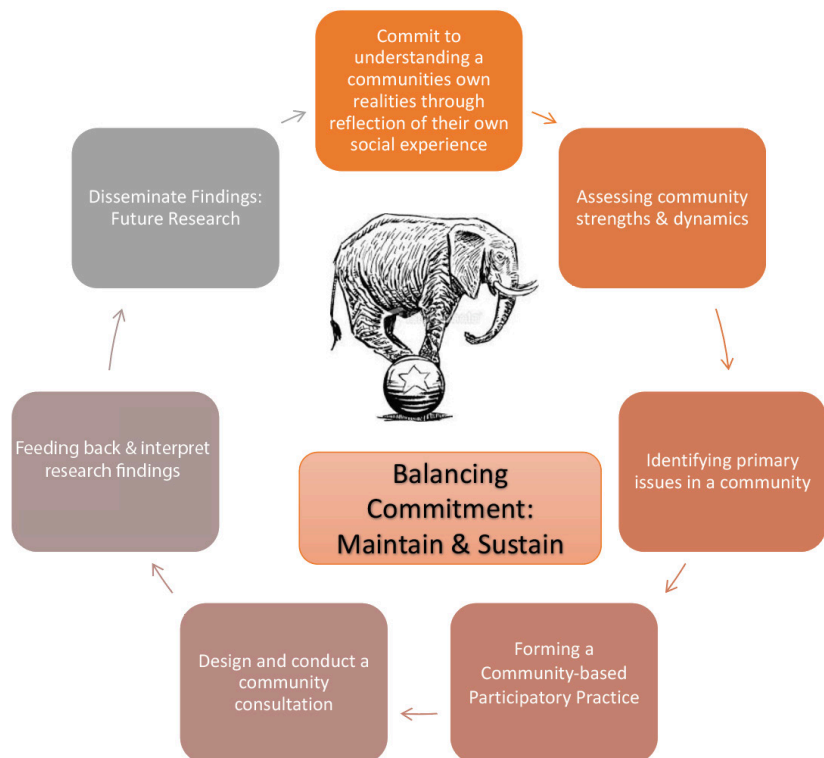 Commit to
understanding a
communities own
realities through
reflection of their own
social experience
Assessing community
strengths & dynamics
Identifying primary
issues in a community
Forming a
Community-based
Participatory Practice
Design and conduct a
community
consultation
Feeding back & interpret
research findings
Disseminate Findings:
Future Research
Balancing
Commitment:
Maintain & Sustain